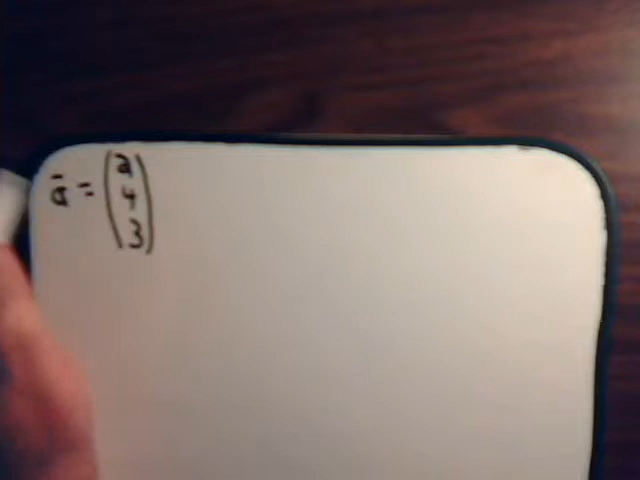 ā = (2
4
3)